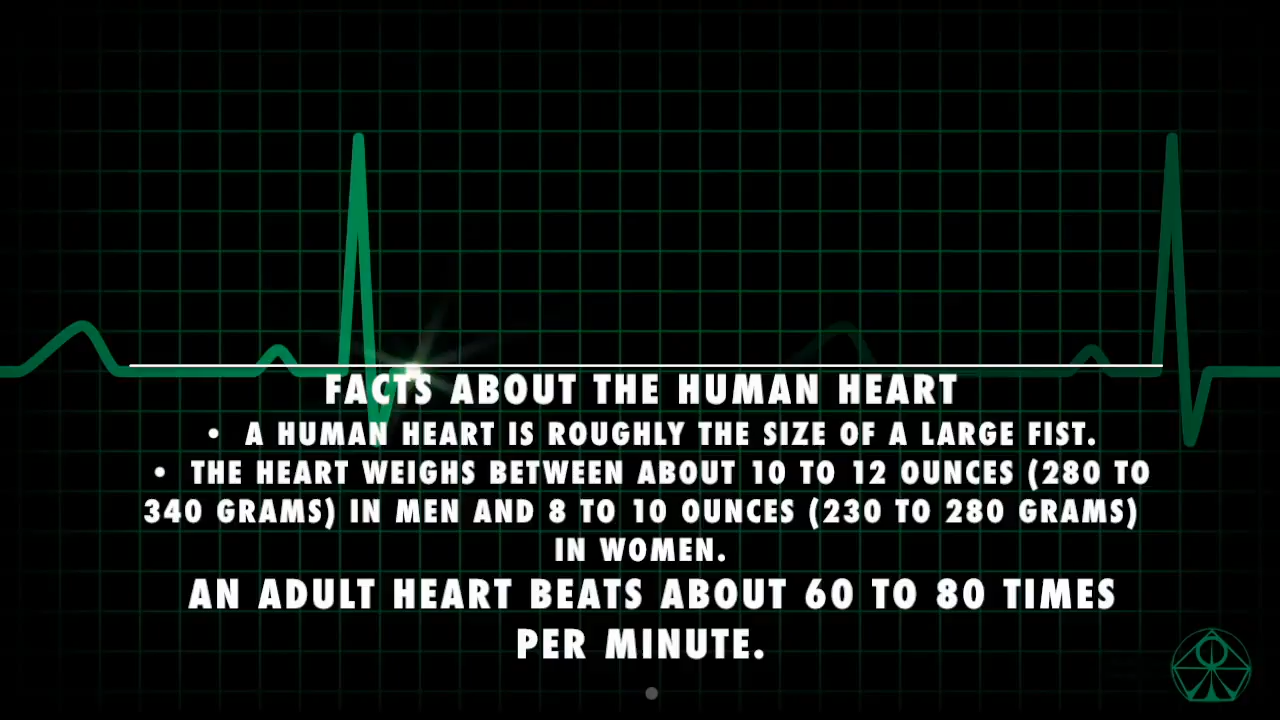 FACTS ABOUT THE HUMAN HEART
• A HUMAN HEART IS ROUGHLY THE SIZE OF A LARGE FIST.
• THE HEART WEIGHS BETWEEN ABOUT 10 TO 12 OUNCES (280 TO
340 GRAMS) IN MEN AND 8 TO 10 OUNCES (230 TO 280 GRAMS)
IN WOMEN.
AN ADULT HEART BEATS ABOUT 60 TO 80 TIMES
PER MINUTE.